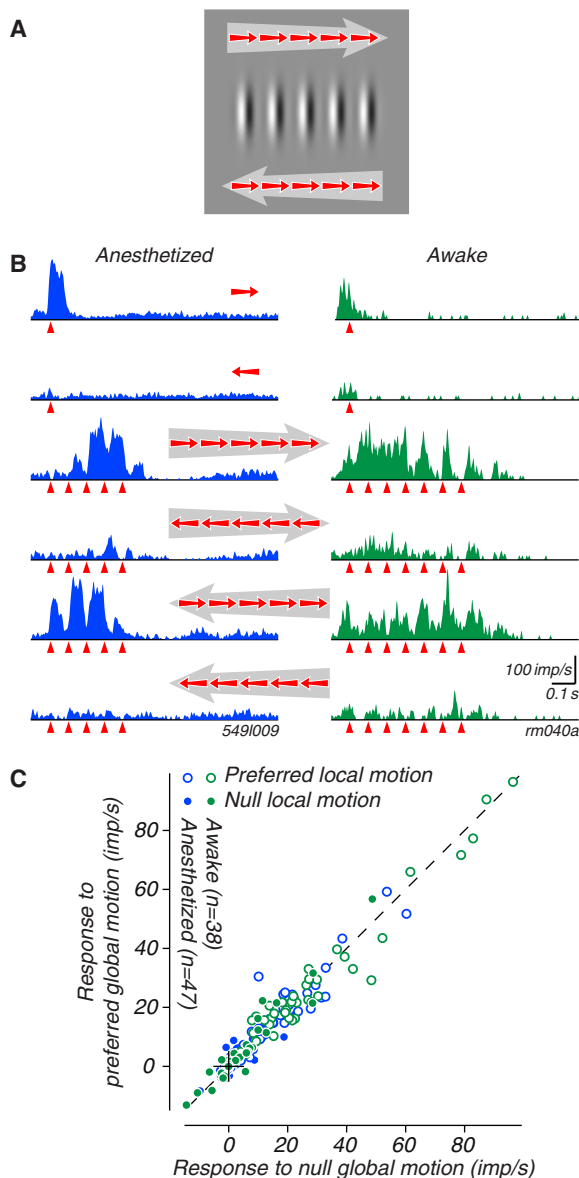 A
B
Anesthetized
Awake
100 imp/s
0.1 s
549l009
rm040a
C
Preferred local motion
Null local motion
Awake (n=38)
Anesthetized (n=47)
Response to
preferred global motion (imp/s)
80
60
40
20
0
0
20
40
60
80
Response to null global motion (imp/s)